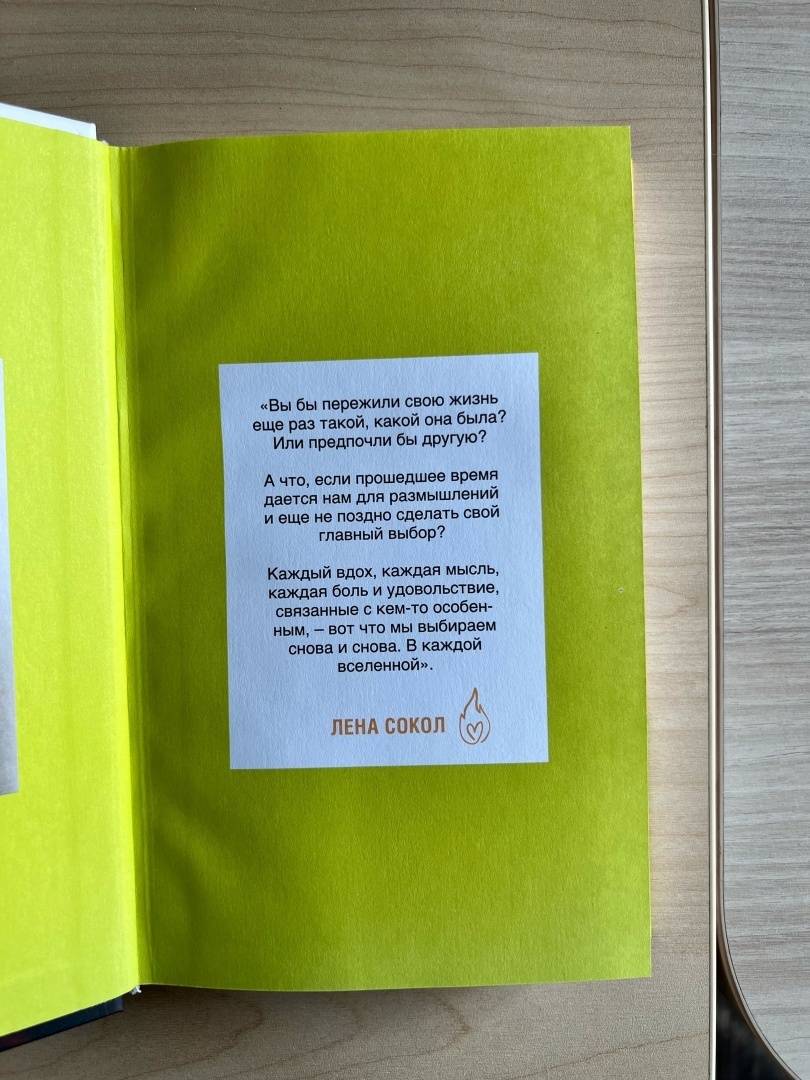 «Вы бы пережили свою жизнь
еще раз такой, какой она была?
Или предпочли бы другую?
А что, если прошедшее время
дается нам для размышлений
и еще не поздно сделать свой
главный выбор?
Каждый вдох, каждая мысль,
каждая боль и удовольствие,
связанные с кем-то особен-
ным, – вот что мы выбираем
снова и снова. В каждой
вселенной».
ЛЕНА СОКОЛ